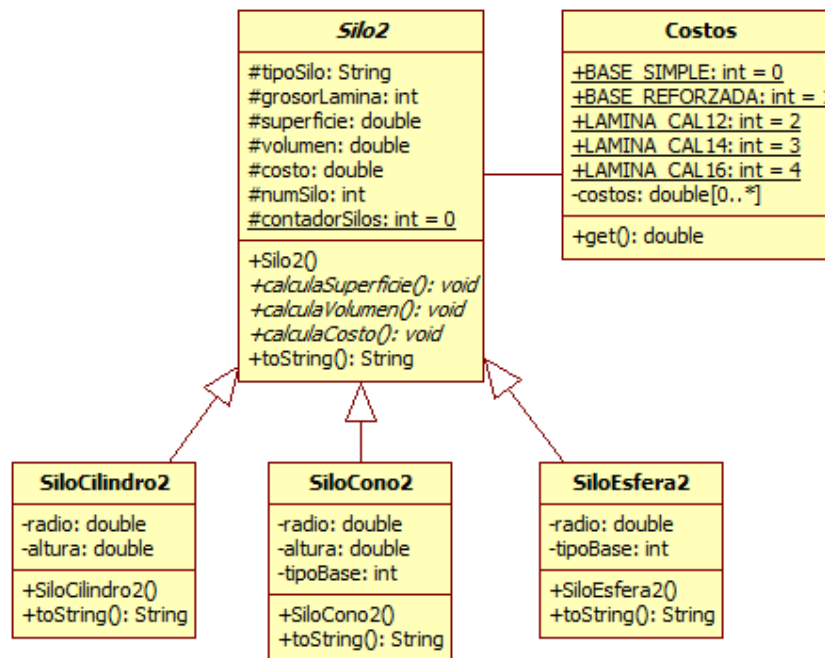 Silo2
#tipoSilo: String
#grosorLamina: int
#superficie: double
#volumen: double
#costo: double
#numSilo: int
#contadorSilos: int = 0
+Silo2()
+calculaSuperficie(): void
+calculaVolumen(): void
+calculaCosto(): void
+toString(): String
Costos
+BASE_SIMPLE: int = 0
+BASE_REFORZADA: int =
+LAMINA_CAL12: int = 2
+LAMINA_CAL14: int = 3
+LAMINA_CAL16: int = 4
-costos: double[0..*]
+get(): double
SiloCilindro2
-radio: double
-altura: double
+SiloCilindro2()
+toString(): String
SiloCono2
-radio: double
-altura: double
-tipoBase: int
+SiloCono2()
+toString(): String
SiloEsfera2
-radio: double
-tipoBase: int
+SiloEsfera2()
+toString(): String